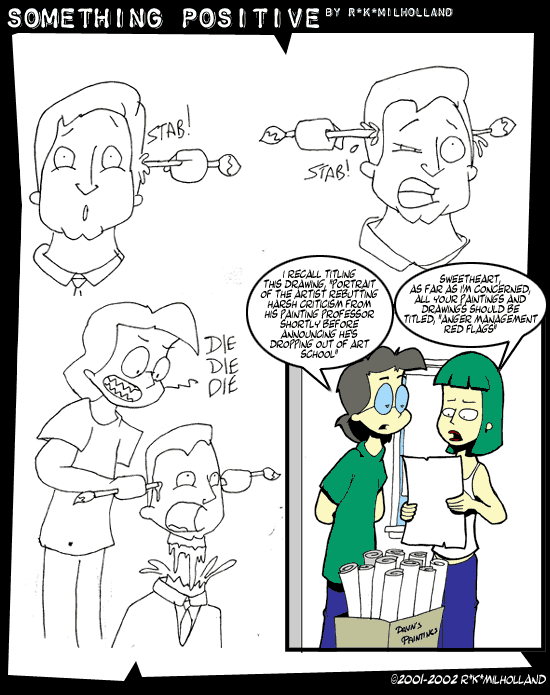 SOMETHING POSITIVE BY R*K*MILHOLLAND
STAB!
STAB!
DIE
DIE
DIE
I RECALL TITLING
THIS DRAWING, "PORTRAIT
OF THE ARTIST REBUTTING
HARSH CRITICISM FROM
HIS PAINTING PROFESSOR
SHORTLY BEFORE
ANNOUNCING HE'S
DROPPING OUT OF ART
SCHOOL"
SWEETHEART,
AS FAR AS I'M CONCERNED,
ALL YOUR PAINTINGS AND
DRAWINGS SHOULD BE
TITLED, "ANGER MANAGEMENT
RED FLAGS"
DAVAN'S
PAINTINGS
©2001-2002 R*K*MILHOLLAND